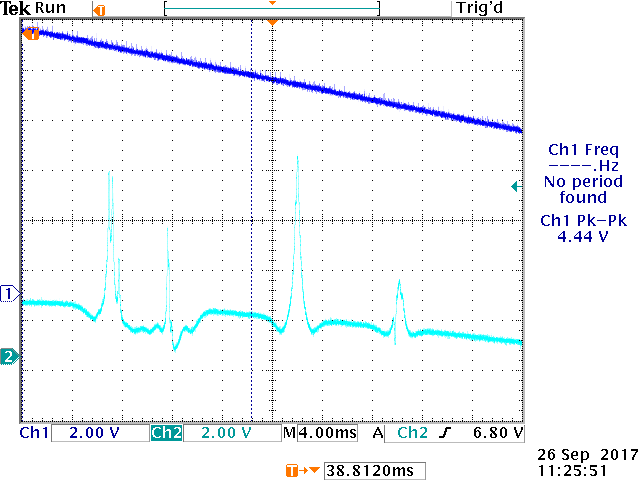 Tek Run Trig'd
T
T
Ch1 Freq
----.Hz
No period
found
Ch1 Pk-Pk
4.44 V
1
2
Ch1 2.00 V Ch2 2.00 V M 4.00ms A Ch2 6.80 V
T 38.8120ms
26 Sep 2017
11:25:51